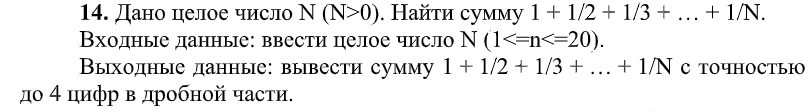 14. Дано целое число N (N>0). Найти сумму 1 + 1/2 + 1/3 + … + 1/N.
Входные данные: ввести целое число N (1<=n<=20).
Выходные данные: вывести сумму 1 + 1/2 + 1/3 + … + 1/N с точностью
до 4 цифр в дробной части.